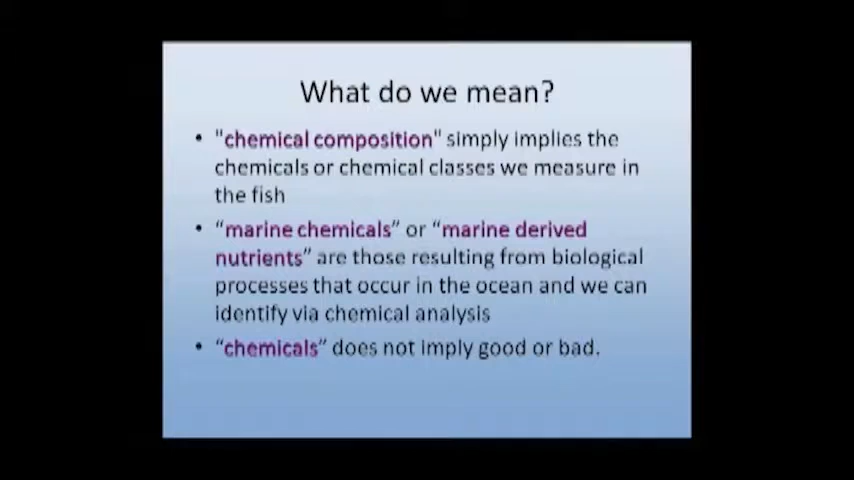 What do we mean?
• "chemical composition" simply implies the
chemicals or chemical classes we measure in
the fish
• “marine chemicals” or “marine derived
nutrients” are those resulting from biological
processes that occur in the ocean and we can
identify via chemical analysis
• “chemicals” does not imply good or bad.